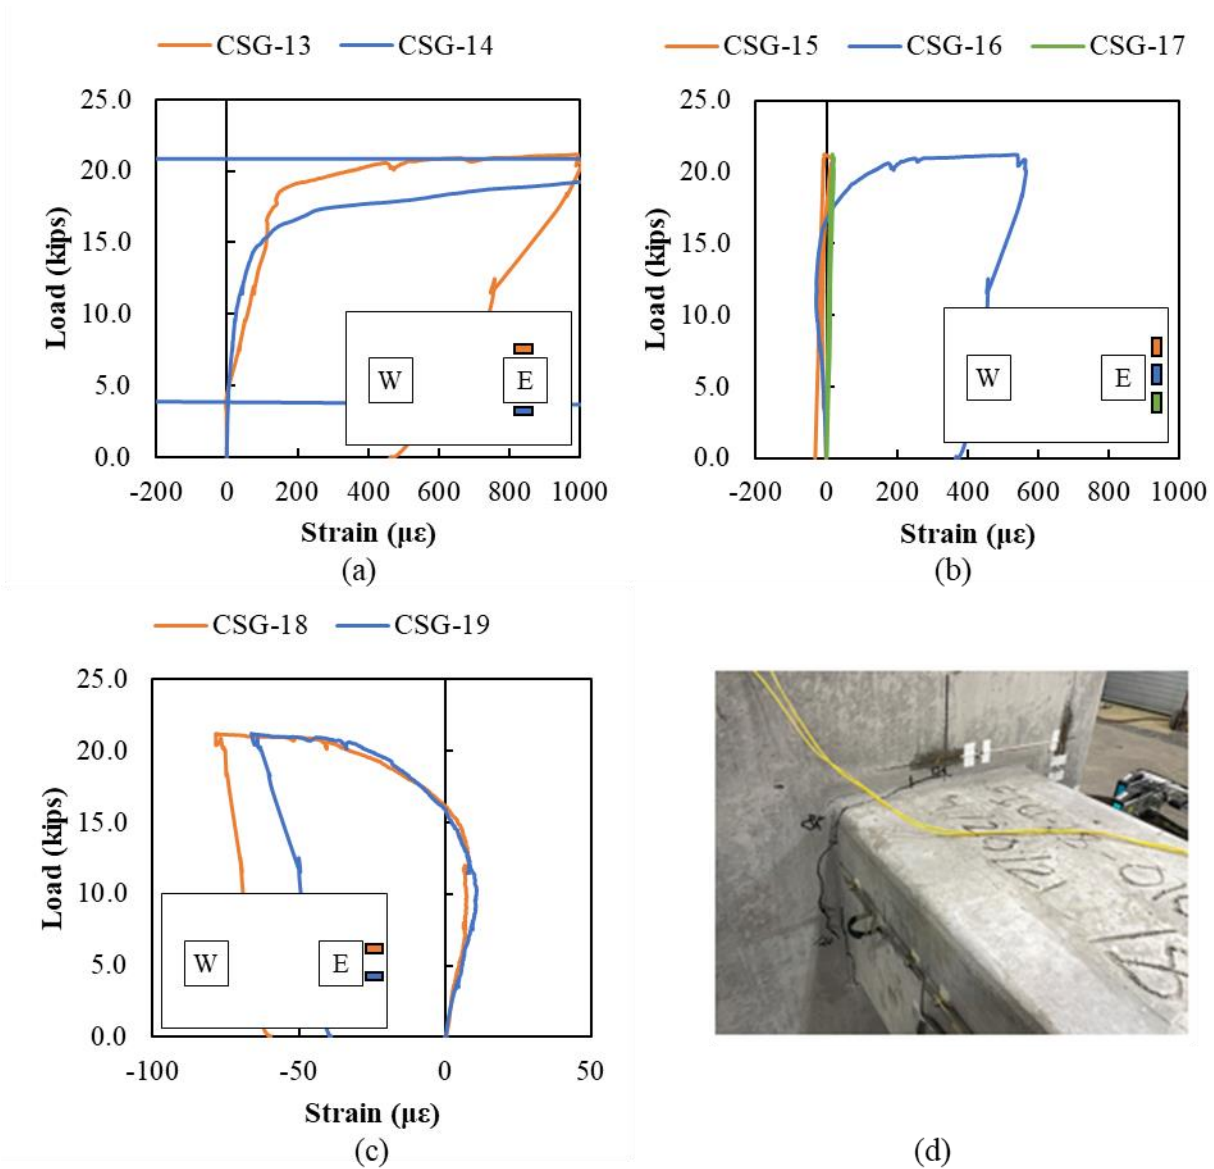 CSG-13 CSG-14
25.0
20.0
15.0
10.0
5.0
0.0
Load (kips)
W E
-200 0 200 400 600 800 1000
Strain (με)
(a)
CSG-15 CSG-16 CSG-17
25.0
20.0
15.0
10.0
5.0
0.0
Load (kips)
W E
-200 0 200 400 600 800 1000
Strain (με)
(b)
CSG-18 CSG-19
25.0
20.0
15.0
10.0
5.0
0.0
Load (kips)
W E
-100 -50 0 50
Strain (με)
(c)
(d)